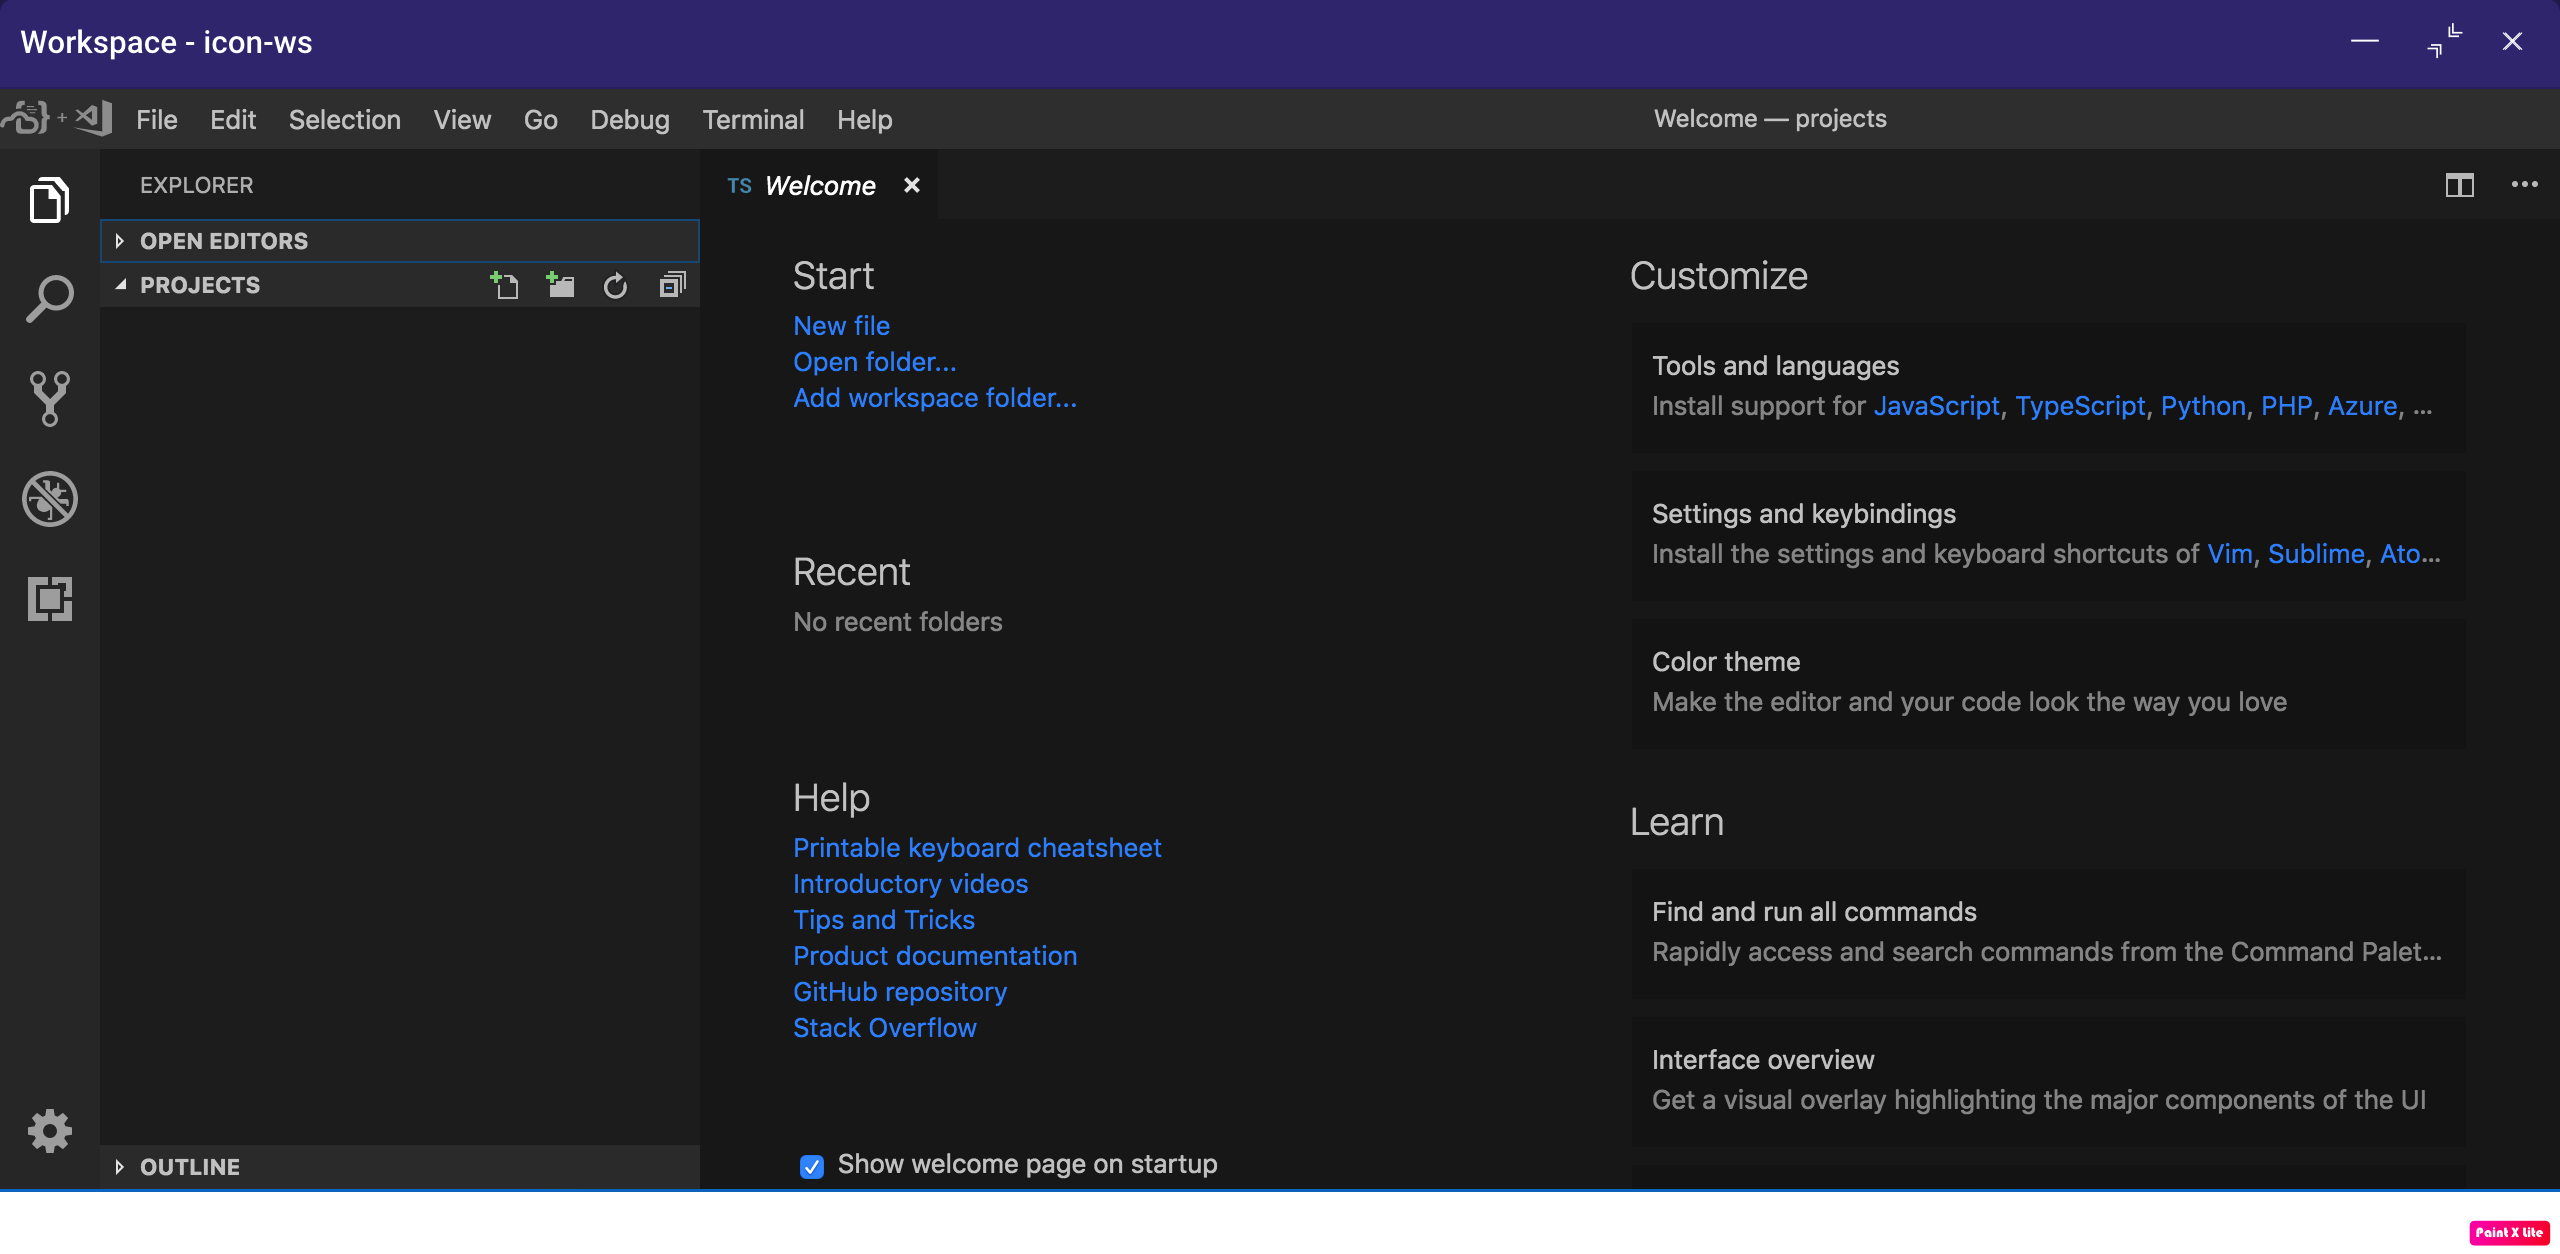 Workspace - icon-ws
File Edit Selection View Go Debug Terminal Help
Welcome — projects
EXPLORER
OPEN EDITORS
PROJECTS
OUTLINE
TS Welcome
Start
New file
Open folder...
Add workspace folder...
Recent
No recent folders
Help
Printable keyboard cheatsheet
Introductory videos
Tips and Tricks
Product documentation
GitHub repository
Stack Overflow
Show welcome page on startup
Customize
Tools and languages
Install support for JavaScript, TypeScript, Python, PHP, Azure, ...
Settings and keybindings
Install the settings and keyboard shortcuts of Vim, Sublime, Ato...
Color theme
Make the editor and your code look the way you love
Learn
Find and run all commands
Rapidly access and search commands from the Command Palet...
Interface overview
Get a visual overlay highlighting the major components of the UI
Paint X Lite